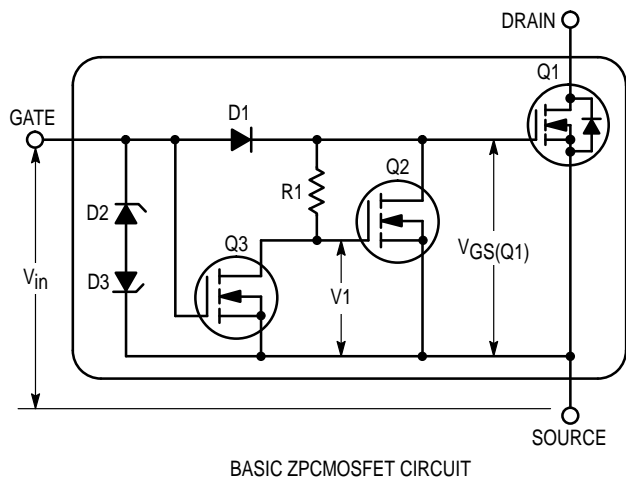 DRAIN
Q1
GATE
D1
R1
Q2
D2
Q3
VGS(Q1)
Vin
D3
V1
SOURCE
BASIC ZPCMOSFET CIRCUIT